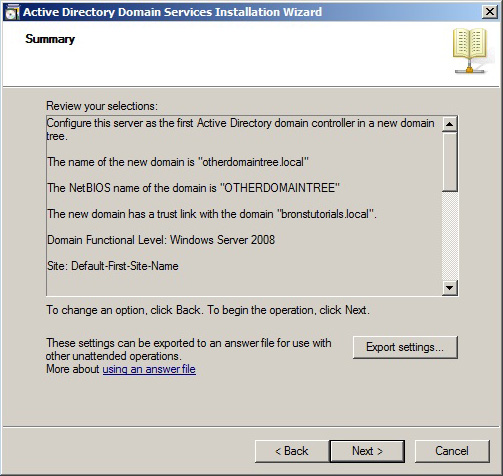 Active Directory Domain Services Installation Wizard
Summary
Review your selections:
Configure this server as the first Active Directory domain controller in a new domain
tree.
The name of the new domain is "otherdomaintree.local"
The NetBIOS name of the domain is "OTHERDOMAINTREE"
The new domain has a trust link with the domain "bronstutorials.local".
Domain Functional Level: Windows Server 2008
Site: Default-First-Site-Name
To change an option, click Back. To begin the operation, click Next.
These settings can be exported to an answer file for use with
other unattended operations.
More about using an answer file
Export settings...
< Back
Next >
Cancel